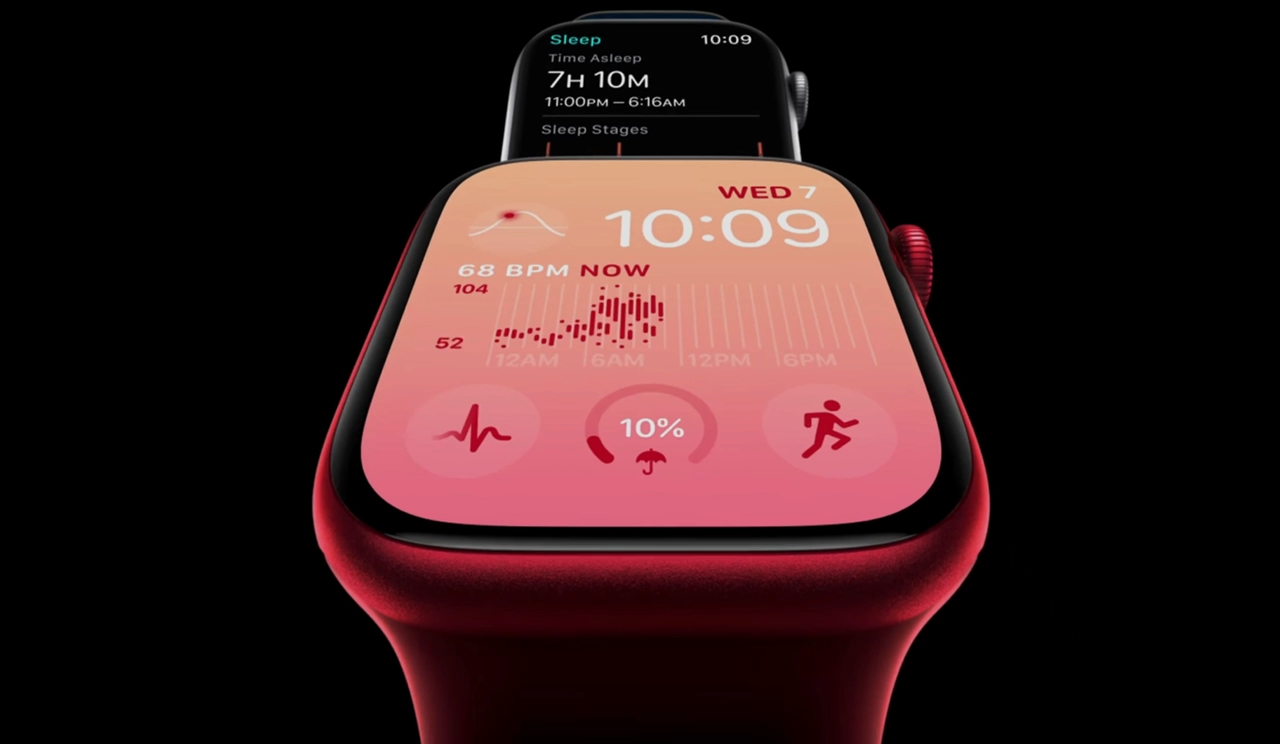 Sleep 10:09
Time Asleep
7H 10M
11:00PM – 6:16AM
Sleep Stages
WED 7
10:09
68 BPM NOW
104
52
12AM 6AM 12PM 6PM
10%